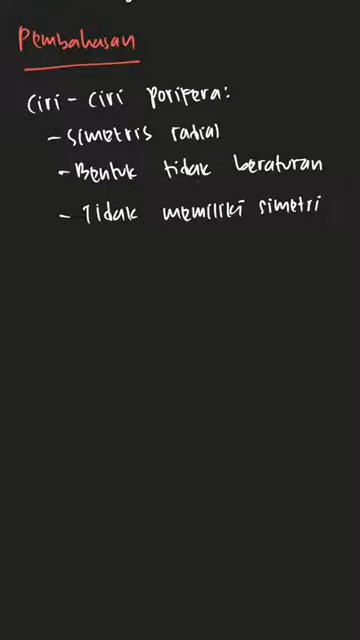 Pembahasan
Ciri - ciri porifera:
- Simetris radial
- Bentuk tidak beraturan
- Tidak memiliki simetri